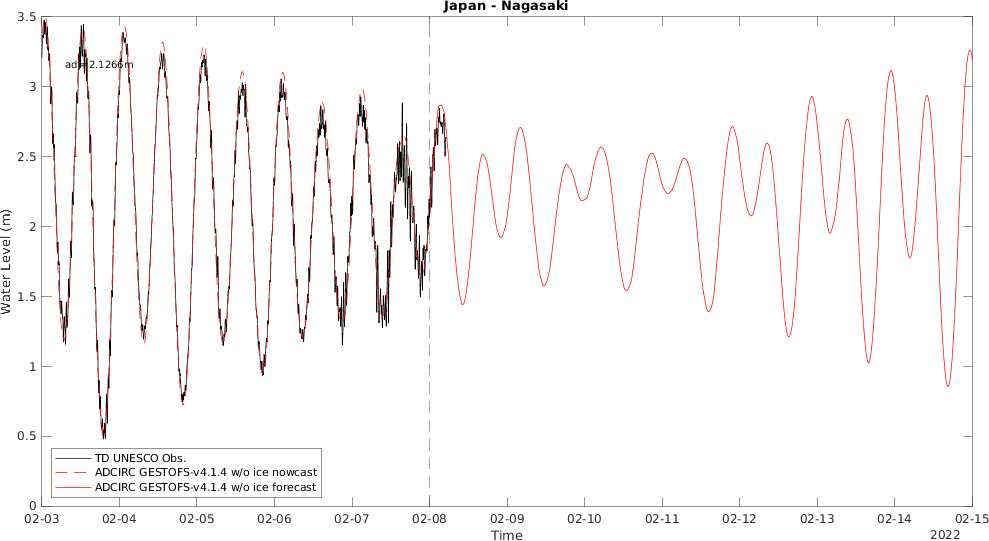 Japan - Nagasaki
3.5
adj=2.1266m
3
2.5
Water Level (m)
2
1.5
1
0.5
0
TD UNESCO Obs.
ADCIRC GESTOFS-v4.1.4 w/o ice nowcast
ADCIRC GESTOFS-v4.1.4 w/o ice forecast
02-03 02-04 02-05 02-06 02-07 02-08 02-09 02-10 02-11 02-12 02-13 02-14 02-15
Time
2022